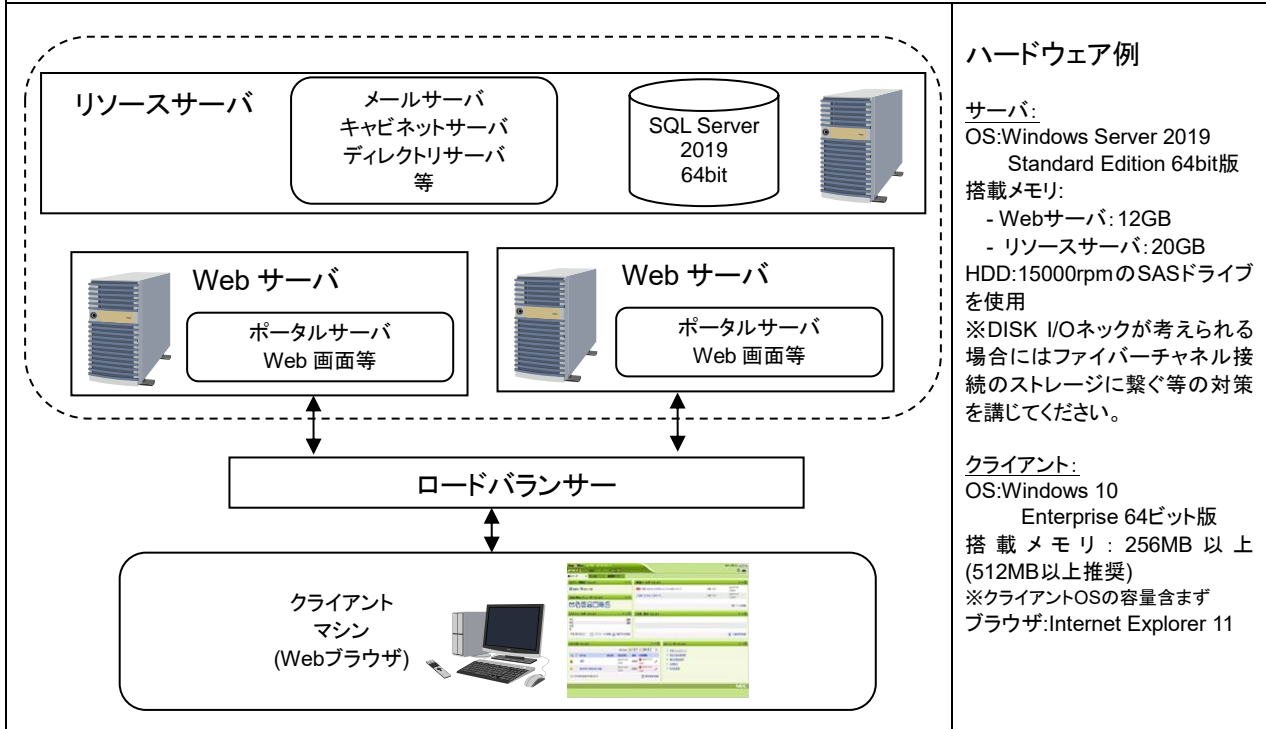 リソースサーバ
メールサーバ
キャビネットサーバ
ディレクトリサーバ
等
SQL Server
2019
64bit
Web サーバ
ポータルサーバ
Web 画面等
Web サーバ
ポータルサーバ
Web 画面等
ロードバランサー
クライアント
マシン
(Webブラウザ)
ハードウェア例
サーバ:
OS:Windows Server 2019
Standard Edition 64bit版
搭載メモリ:
- Webサーバ:12GB
- リソースサーバ:20GB
HDD:15000rpmのSASドライブ
を使用
※DISK I/Oネックが考えられる
場合にはファイバーチャネル接
続のストレージに繋ぐ等の対策
を講じてください。
クライアント:
OS:Windows 10
Enterprise 64ビット版
搭載メモリ: 256MB 以上
(512MB以上推奨)
※クライアントOSの容量含まず
ブラウザ:Internet Explorer 11